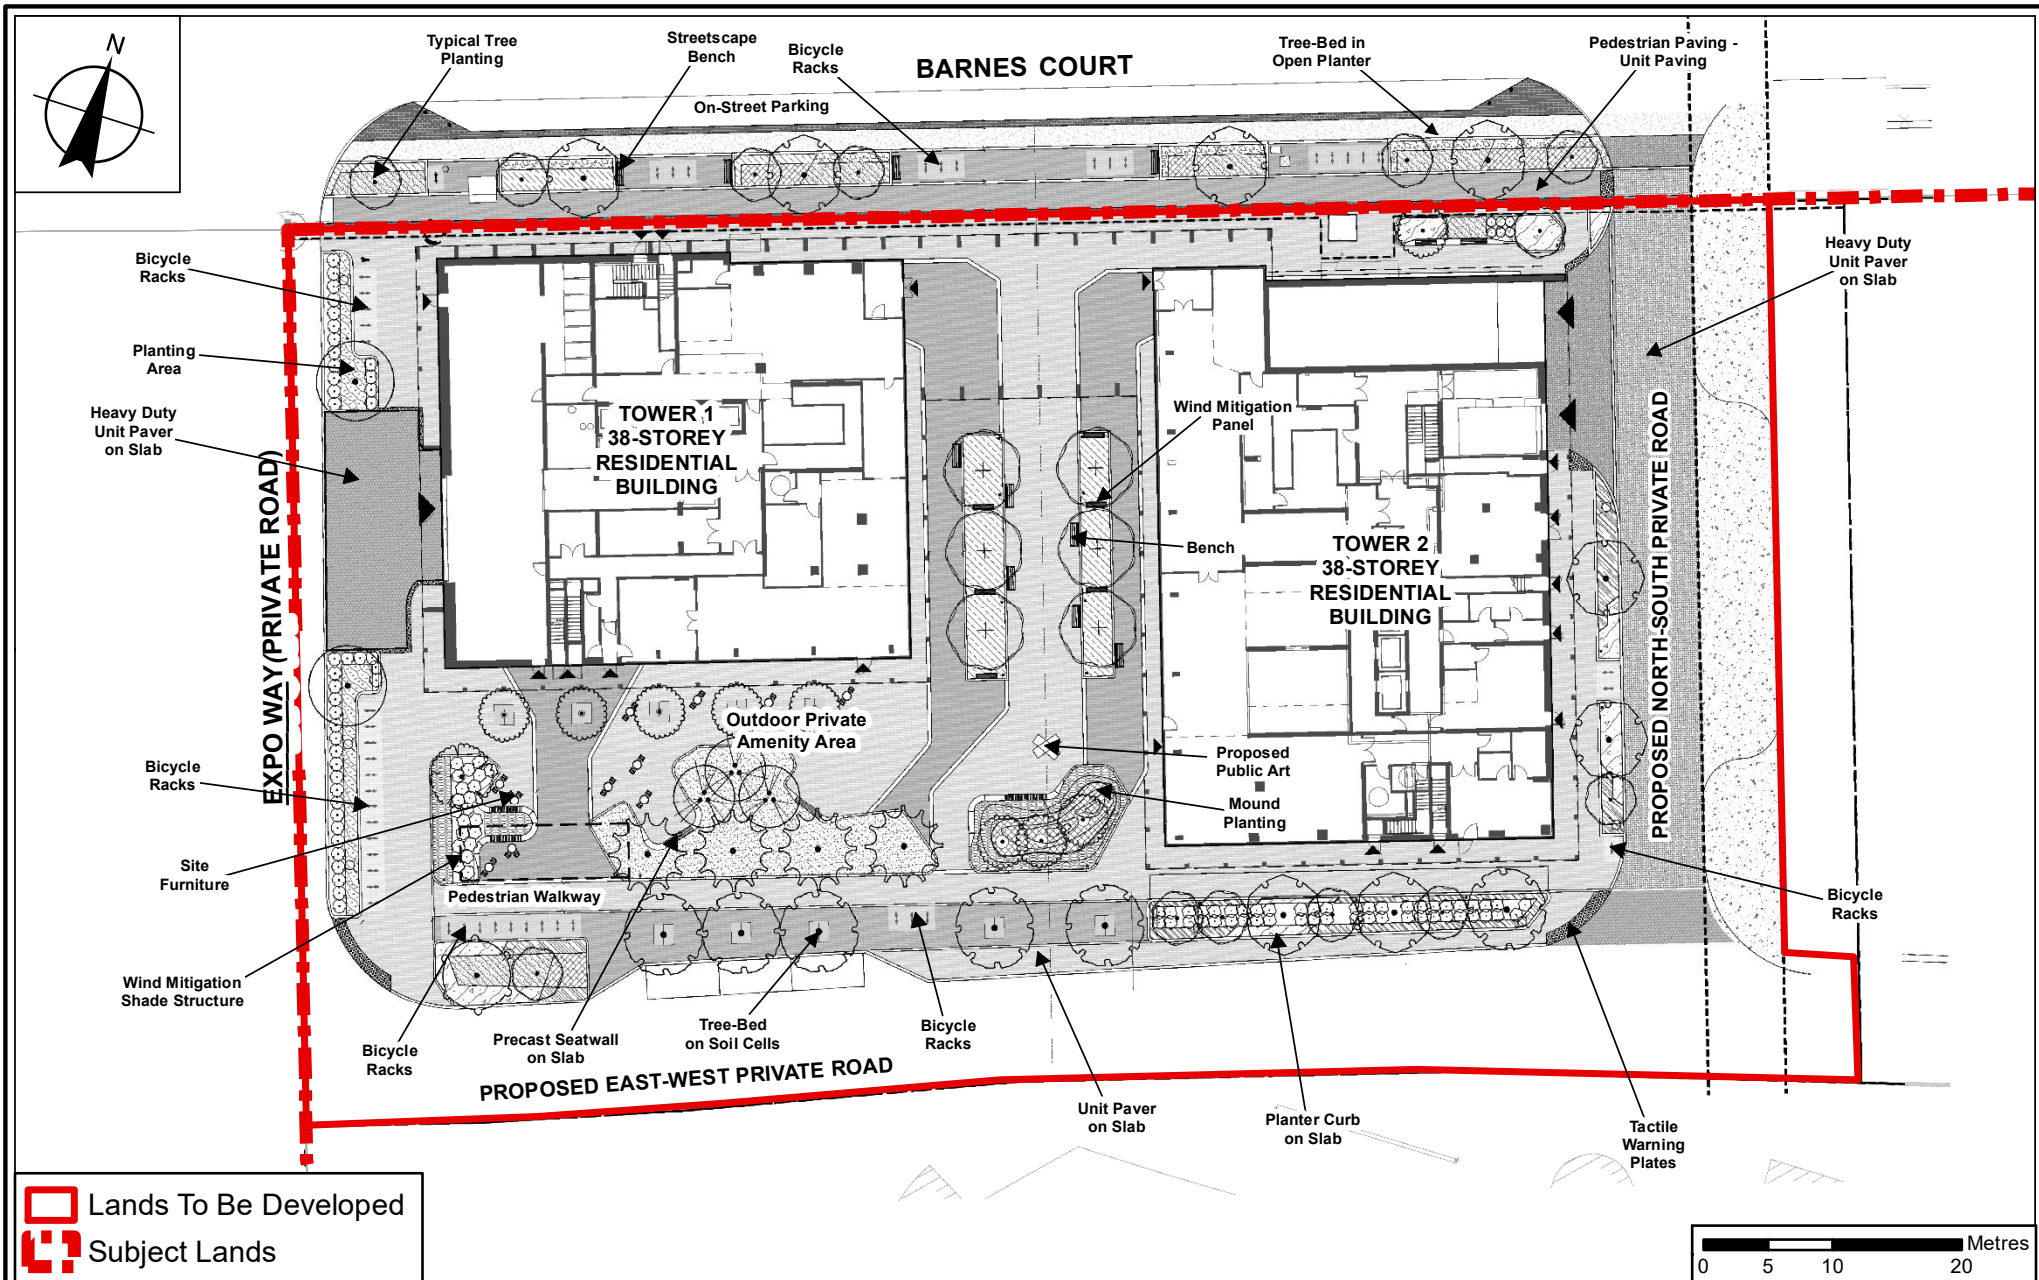 N
Typical Tree
Planting
Streetscape
Bench
Bicycle
Racks
BARNES COURT
On-Street Parking
Tree-Bed in
Open Planter
Pedestrian Paving -
Unit Paving
Bicycle
Racks
Heavy Duty
Unit Paver
on Slab
Planting
Area
Heavy Duty
Unit Paver
on Slab
TOWER 1
38-STOREY
RESIDENTIAL
BUILDING
Wind Mitigation
Panel
Bench
TOWER 2
38-STOREY
RESIDENTIAL
BUILDING
EXPO WAY (PRIVATE ROAD)
PROPOSED NORTH-SOUTH PRIVATE ROAD
Outdoor Private
Amenity Area
Bicycle
Racks
Proposed
Public Art
Mound
Planting
Site
Furniture
Pedestrian Walkway
Bicycle
Racks
Wind Mitigation
Shade Structure
Bicycle
Racks
Precast Seatwall
on Slab
Tree-Bed
on Soil Cells
Bicycle
Racks
PROPOSED EAST-WEST PRIVATE ROAD
Unit Paver
on Slab
Planter Curb
on Slab
Tactile
Warning
Plates
Lands To Be Developed
Subject Lands
Metres
0 5 10 20